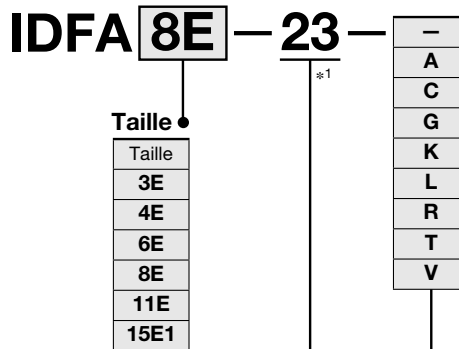 IDFA 8E — 23 — –
*1
A
C
G
K
L
R
T
V
Taille
Taille
3E
4E
6E
8E
11E
15E1